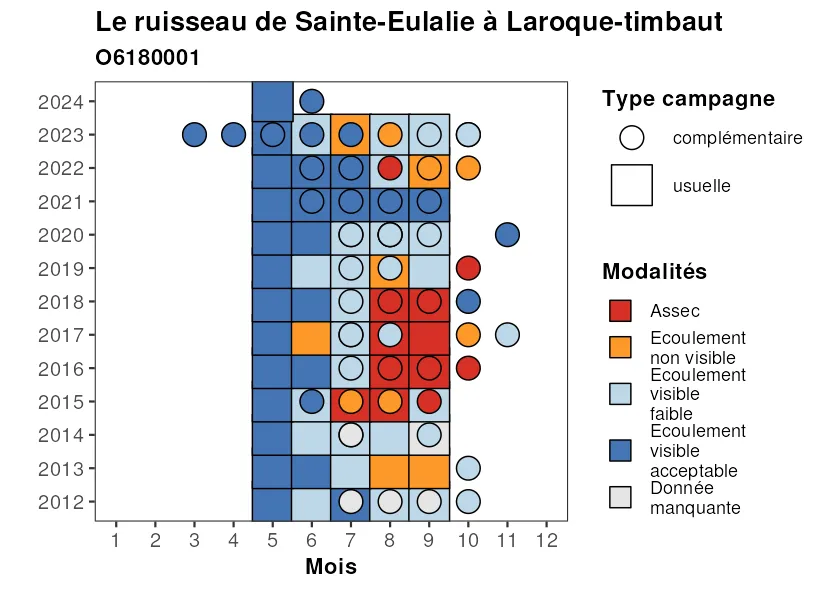 Le ruisseau de Sainte-Eulalie à Laroque-timbaut
O6180001
2024
2023
2022
2021
2020
2019
2018
2017
2016
2015
2014
2013
2012
1 2 3 4 5 6 7 8 9 10 11 12
Mois
Type campagne
complémentaire
usuelle
Modalités
Assec
Ecoulement
non visible
Ecoulement
visible
faible
Ecoulement
visible
acceptable
Donnée
manquante